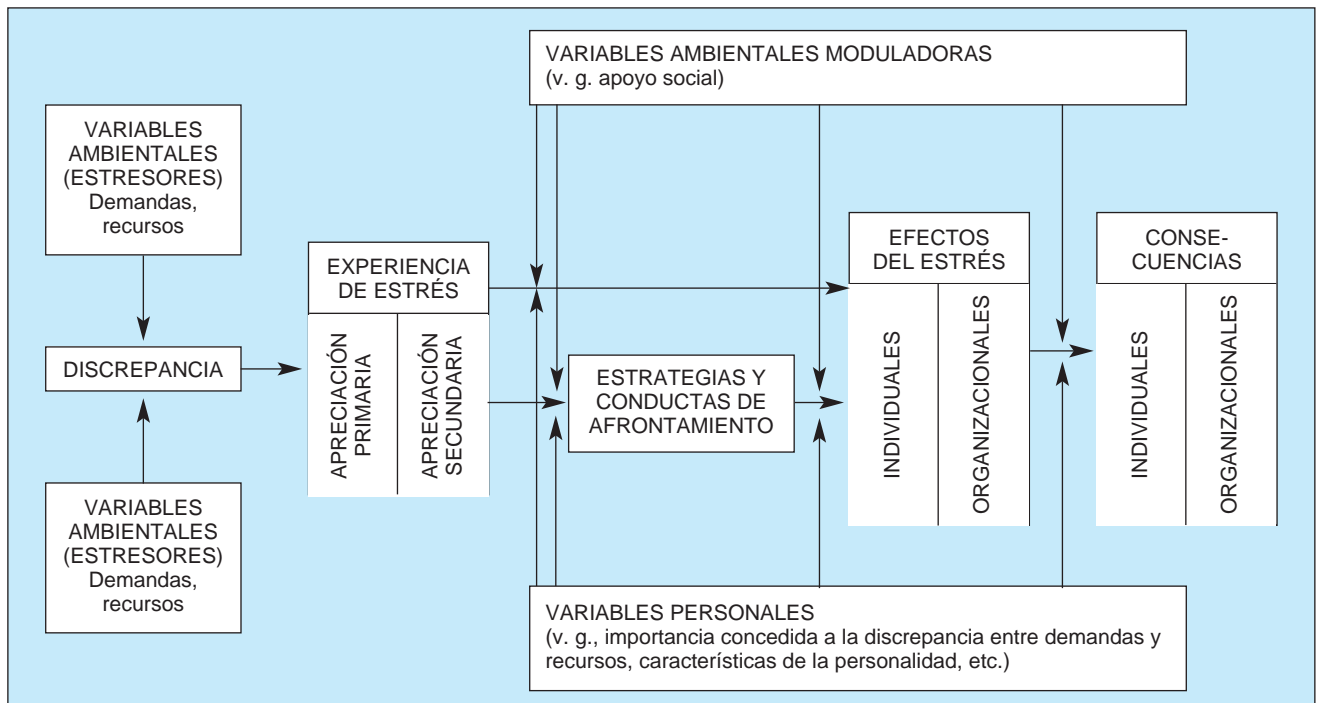 VARIABLES AMBIENTALES MODULADORAS
(v. g. apoyo social)
VARIABLES
AMBIENTALES
(ESTRESORES)
Demandas,
recursos
DISCREPANCIA
VARIABLES
AMBIENTALES
(ESTRESORES)
Demandas,
recursos
EXPERIENCIA
DE ESTRÉS
APRECIACIÓN
PRIMARIA
APRECIACIÓN
SECUNDARIA
ESTRATEGIAS Y
CONDUCTAS DE
AFRONTAMIENTO
EFECTOS
DEL ESTRÉS
INDIVIDUALES
ORGANIZACIONALES
CONSE-
CUENCIAS
INDIVIDUALES
ORGANIZACIONALES
VARIABLES PERSONALES
(v. g., importancia concedida a la discrepancia entre demandas y
recursos, características de la personalidad, etc.)